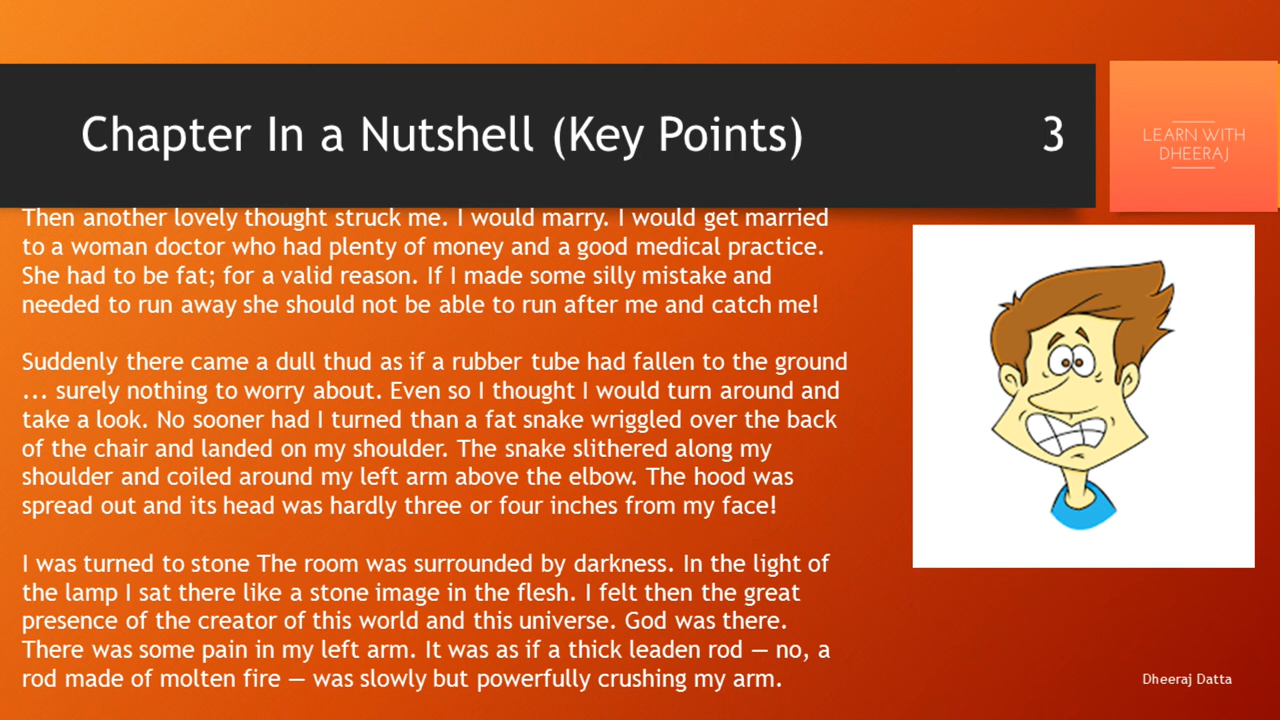 Chapter In a Nutshell (Key Points)
3
LEARN WITH
DHEERAJ
Then another lovely thought struck me. I would marry. I would get married
to a woman doctor who had plenty of money and a good medical practice.
She had to be fat; for a valid reason. If I made some silly mistake and
needed to run away she should not be able to run after me and catch me!
Suddenly there came a dull thud as if a rubber tube had fallen to the ground
... surely nothing to worry about. Even so I thought I would turn around and
take a look. No sooner had I turned than a fat snake wriggled over the back
of the chair and landed on my shoulder. The snake slithered along my
shoulder and coiled around my left arm above the elbow. The hood was
spread out and its head was hardly three or four inches from my face!
I was turned to stone The room was surrounded by darkness. In the light of
the lamp I sat there like a stone image in the flesh. I felt then the great
presence of the creator of this world and this universe. God was there.
There was some pain in my left arm. It was as if a thick leaden rod — no, a
rod made of molten fire — was slowly but powerfully crushing my arm.
Dheeraj Datta